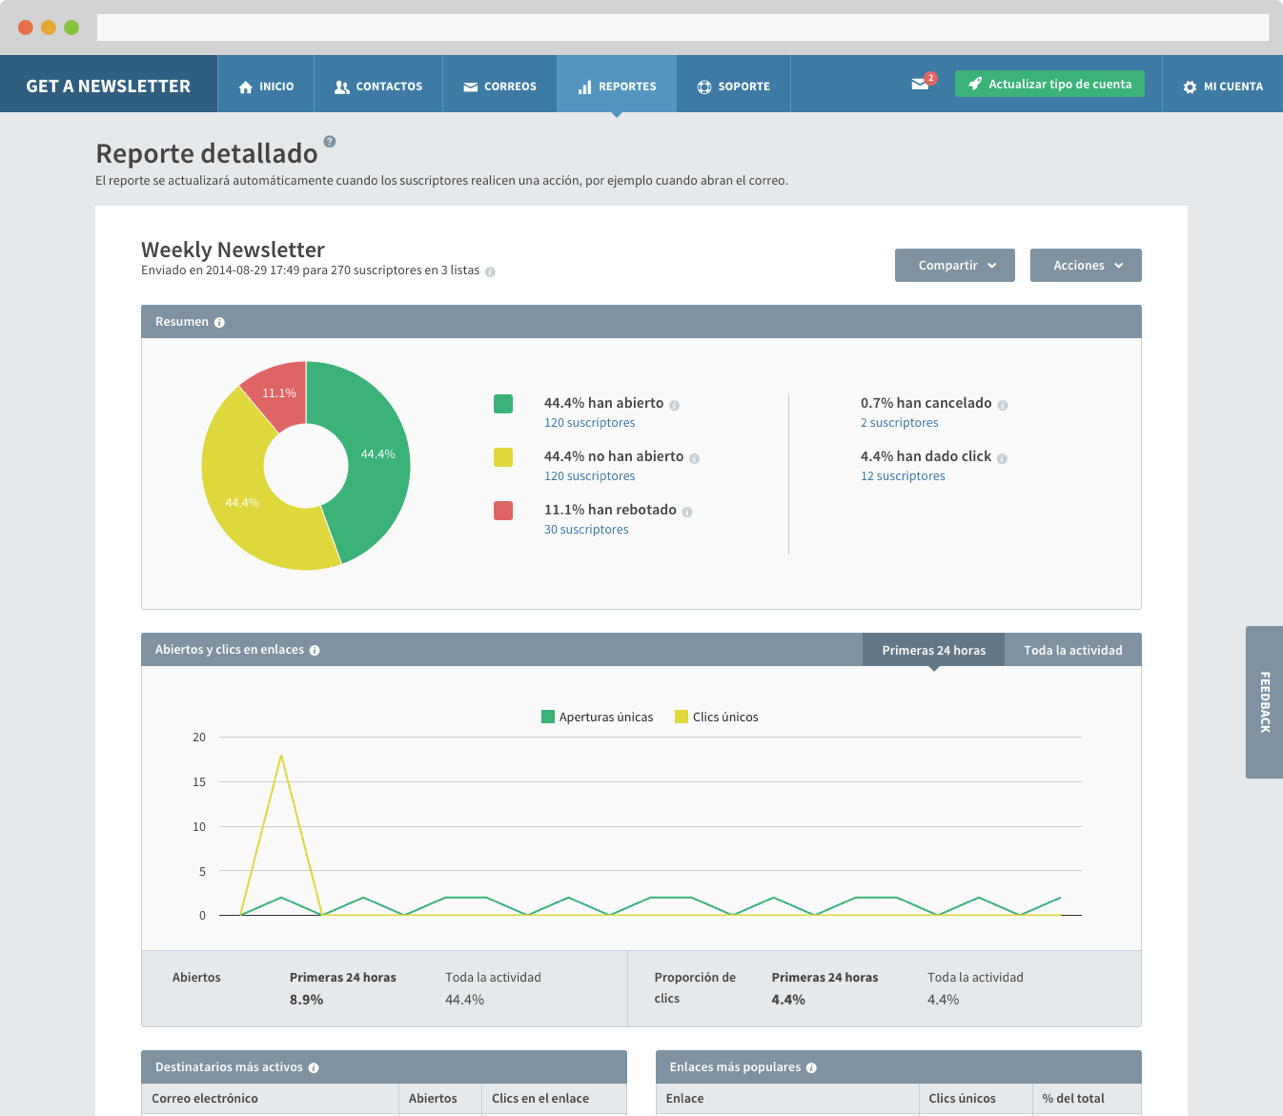 GET A NEWSLETTER
INICIO
CONTACTOS
CORREOS
REPORTES
SOPORTE
2
Actualizar tipo de cuenta
MI CUENTA
Reporte detallado ?
El reporte se actualizará automáticamente cuando los suscriptores realicen una acción, por ejemplo cuando abran el correo.
Weekly Newsletter
Enviado en 2014-08-29 17:49 para 270 suscriptores en 3 listas i
Compartir
Acciones
Resumen i
11.1%
44.4%
44.4%
44.4% han abierto i
120 suscriptores
44.4% no han abierto i
120 suscriptores
11.1% han rebotado i
30 suscriptores
0.7% han cancelado i
2 suscriptores
4.4% han dado click i
12 suscriptores
Abiertos y clics en enlaces i
Primeras 24 horas
Toda la actividad
Aperturas únicas
Clics únicos
20
15
10
5
0
Abiertos
Primeras 24 horas
8.9%
Toda la actividad
44.4%
Proporción de
clics
Primeras 24 horas
4.4%
Toda la actividad
4.4%
FEEDBACK
Destinatarios más activos i
Correo electrónico
Abiertos
Clics en el enlace
Enlaces más populares i
Enlace
Clics únicos
% del total